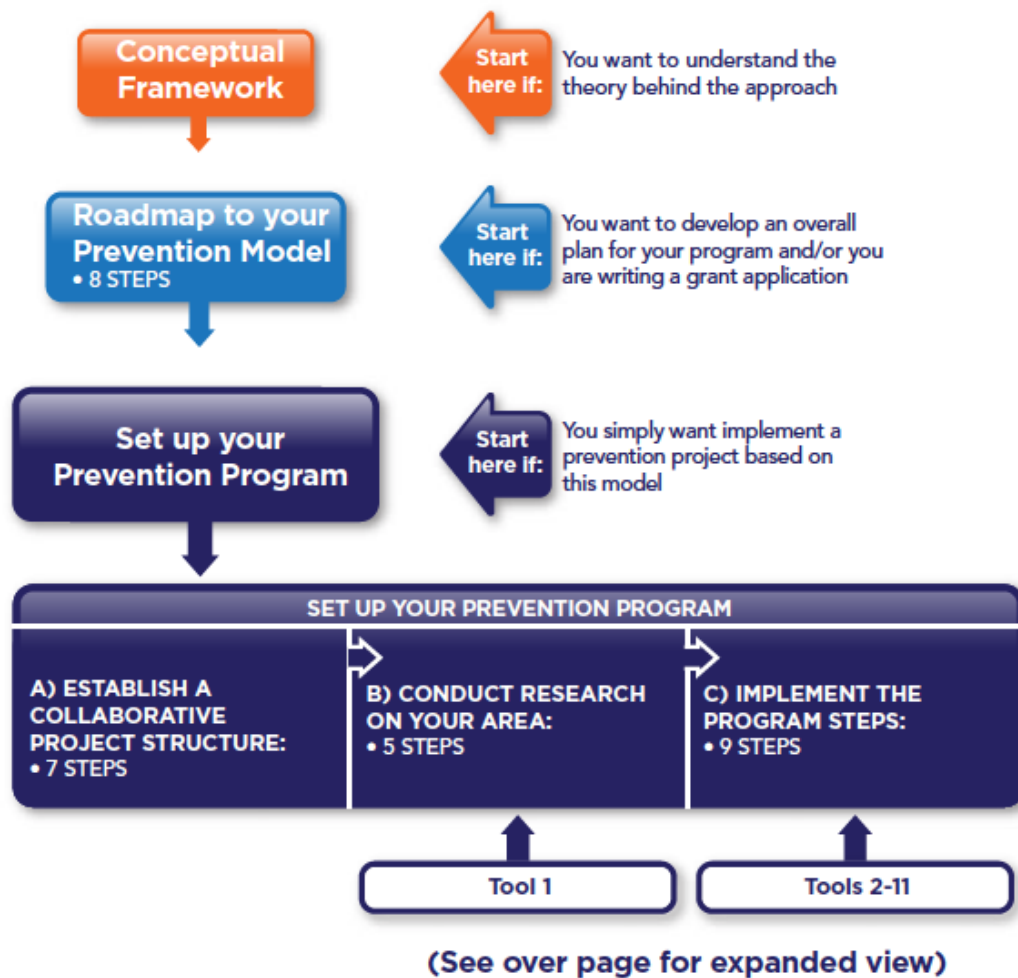 Conceptual
Framework
Start
here if:
You want to understand the
theory behind the approach
Roadmap to your
Prevention Model
• 8 STEPS
Start
here if:
You want to develop an overall
plan for your program and/or you
are writing a grant application
Set up your
Prevention Program
Start
here if:
You simply want implement a
prevention project based on
this model
SET UP YOUR PREVENTION PROGRAM
A) ESTABLISH A
COLLABORATIVE
PROJECT STRUCTURE:
• 7 STEPS
B) CONDUCT RESEARCH
ON YOUR AREA:
• 5 STEPS
C) IMPLEMENT THE
PROGRAM STEPS:
• 9 STEPS
Tool 1
Tools 2-11
(See over page for expanded view)